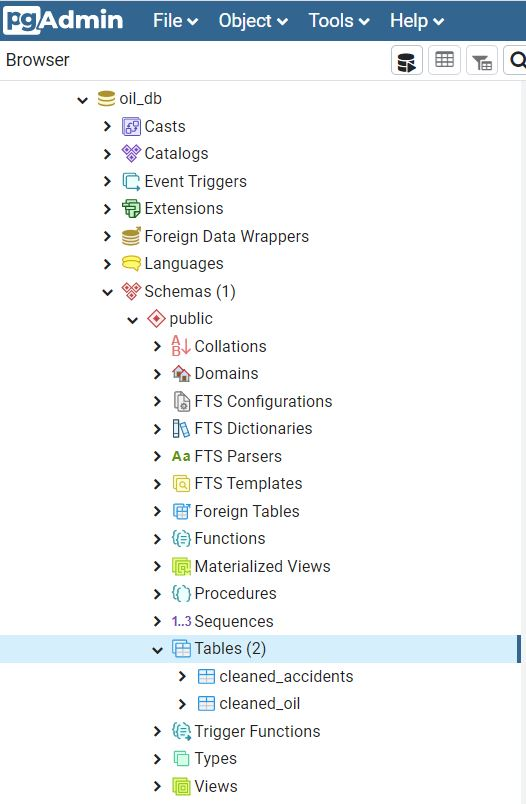 pgAdmin File Object Tools Help
Browser
oil_db
Casts
Catalogs
Event Triggers
Extensions
Foreign Data Wrappers
Languages
Schemas (1)
public
Collations
Domains
FTS Configurations
FTS Dictionaries
Aa FTS Parsers
FTS Templates
Foreign Tables
Functions
Materialized Views
Procedures
1..3 Sequences
Tables (2)
cleaned_accidents
cleaned_oil
Trigger Functions
Types
Views